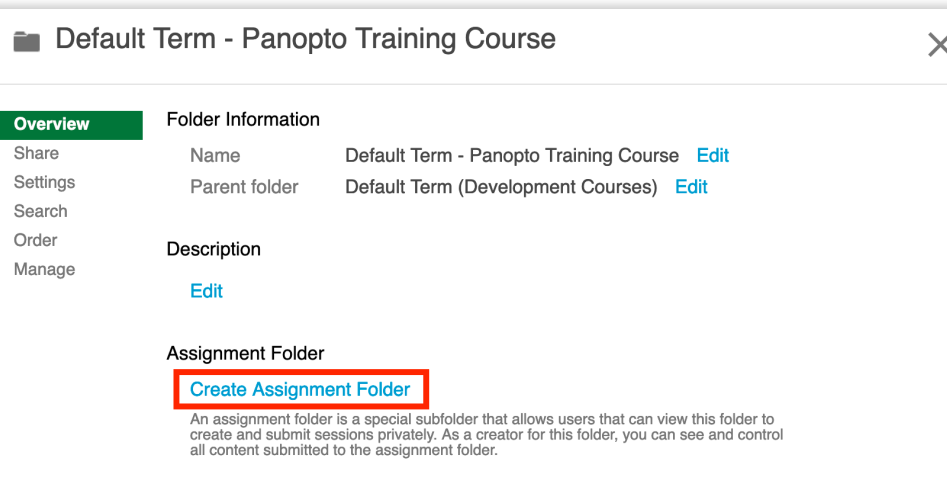 Default Term - Panopto Training Course
Overview
Share
Settings
Search
Order
Manage
Folder Information
Name Default Term - Panopto Training Course Edit
Parent folder Default Term (Development Courses) Edit
Description
Edit
Assignment Folder
Create Assignment Folder
An assignment folder is a special subfolder that allows users that can view this folder to
create and submit sessions privately. As a creator for this folder, you can see and control
all content submitted to the assignment folder.